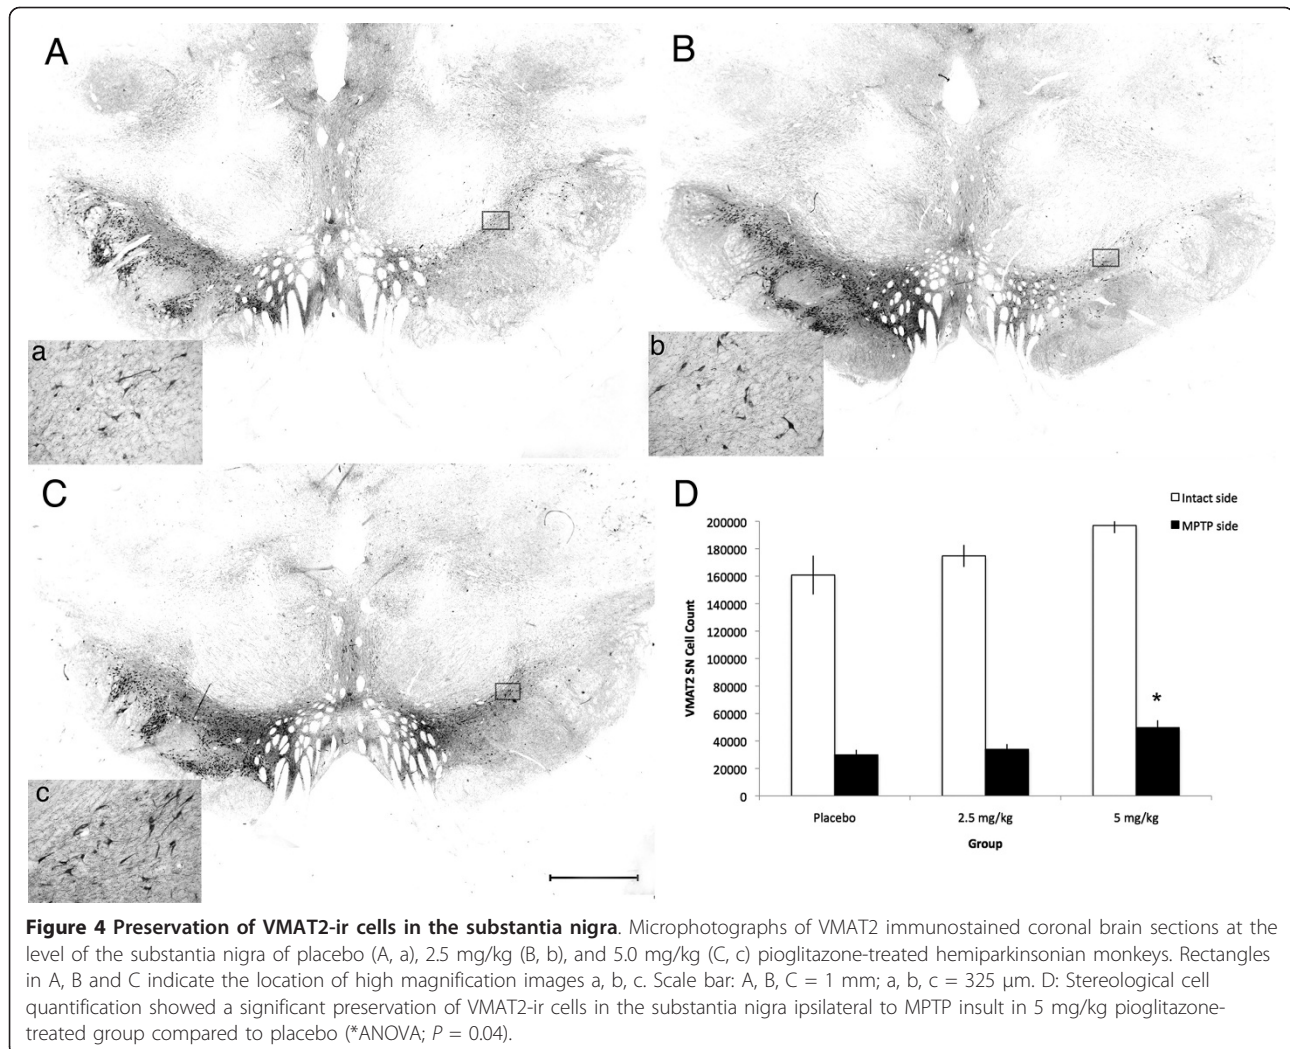 A
B
a
b
C
c
D
Intact side
MPTP side
200000
180000
160000
140000
120000
100000
80000
60000
40000
20000
0
VMAT2 SN Cell Count
*
Placebo
2.5 mg/kg
5 mg/kg
Group
Figure 4 Preservation of VMAT2-ir cells in the substantia nigra. Microphotographs of VMAT2 immunostained coronal brain sections at the
level of the substantia nigra of placebo (A, a), 2.5 mg/kg (B, b), and 5.0 mg/kg (C, c) pioglitazone-treated hemiparkinsonian monkeys. Rectangles
in A, B and C indicate the location of high magnification images a, b, c. Scale bar: A, B, C = 1 mm; a, b, c = 325 μm. D: Stereological cell
quantification showed a significant preservation of VMAT2-ir cells in the substantia nigra ipsilateral to MPTP insult in 5 mg/kg pioglitazone-
treated group compared to placebo (*ANOVA; P = 0.04).